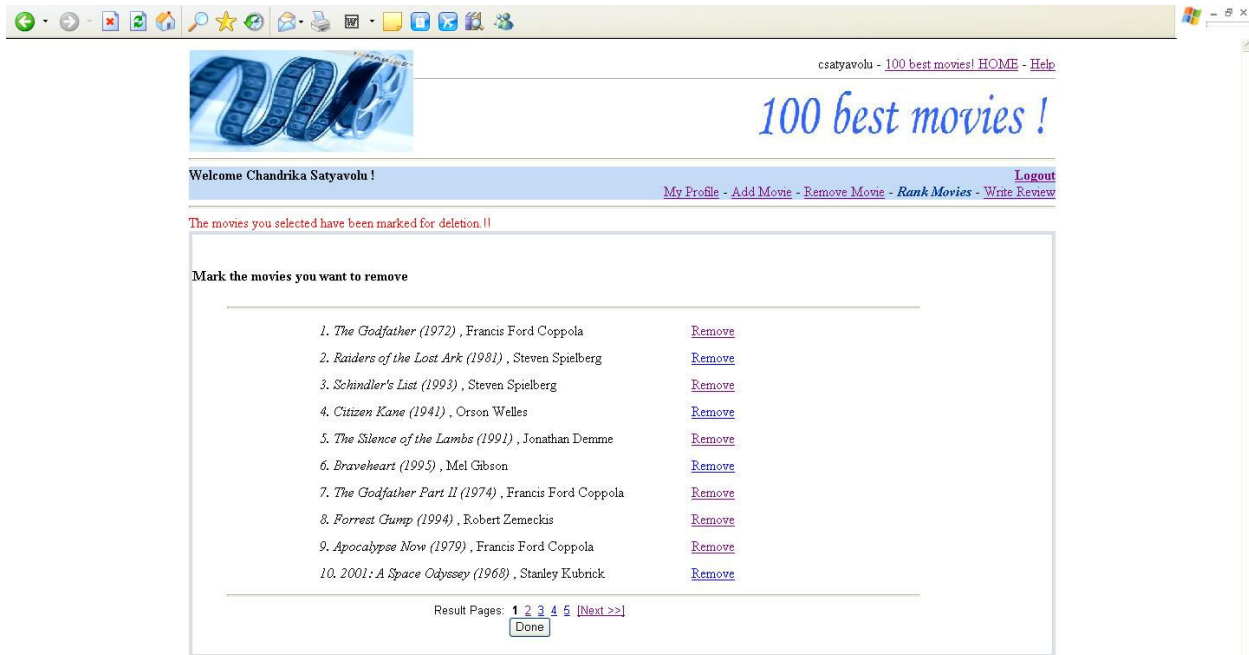 csatyavolu - 100 best movies! HOME - Help
100 best movies !
Welcome Chandrika Satyavolu !
Logout
My Profile - Add Movie - Remove Movie - Rank Movies - Write Review
The movies you selected have been marked for deletion.!!
Mark the movies you want to remove
1. The Godfather (1972) , Francis Ford Coppola Remove
2. Raiders of the Lost Ark (1981) , Steven Spielberg Remove
3. Schindler's List (1993) , Steven Spielberg Remove
4. Citizen Kane (1941) , Orson Welles Remove
5. The Silence of the Lambs (1991) , Jonathan Demme Remove
6. Braveheart (1995) , Mel Gibson Remove
7. The Godfather Part II (1974) , Francis Ford Coppola Remove
8. Forrest Gump (1994) , Robert Zemeckis Remove
9. Apocalypse Now (1979) , Francis Ford Coppola Remove
10. 2001: A Space Odyssey (1968) , Stanley Kubrick Remove
Result Pages: 1 2 3 4 5 [Next >>]
Done